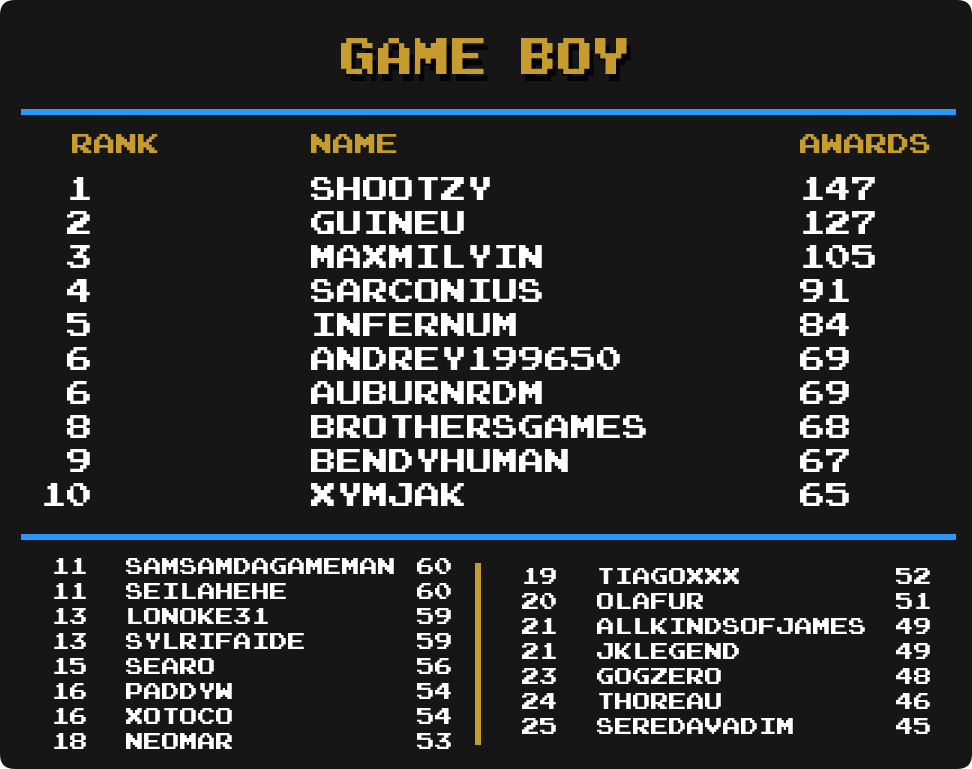 GAME BOY
RANK NAME AWARDS
1 SHOOTZY 147
2 GUINEU 127
3 MAXMILYIN 105
4 SARCONIUS 91
5 INFERNUM 84
6 ANDREY199650 69
6 AUBURNRDM 69
8 BROTHERSGAMES 68
9 BENDYHUMAN 67
10 XYMJAK 65
11 SAMSAMDAGAMEMAN 60
11 SEILAHEHE 60
13 LONOKE31 59
13 SYLRIFAIDE 59
15 SEARO 56
16 PADDYW 54
16 XOTOCO 54
18 NEOMAR 53
19 TIAGOXXX 52
20 OLAFUR 51
21 ALLKINDSOFJAMES 49
21 JKLEGEND 49
23 GOGZERO 48
24 THOREAU 46
25 SEREDAVADIM 45